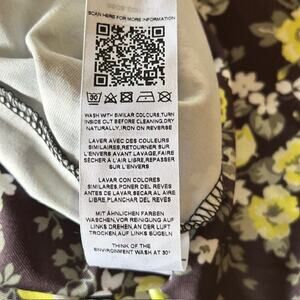 SCAN HERE FOR MORE INFORMATION
WASH WITH SIMILAR COLOURS,TURN
INSIDE OUT BEFORE CLEANING,DRY
NATURALLY,IRON ON REVERSE
LAVER AVEC DES COLEURS
SIMILAIRES,RETOURNER SUR
L'ENVERS AVANT LAVAGE,FAIRE
SÉCHER A L'AIR LIBRE,REPASSER
SUR L'ENVERS
LAVAR CON COLORES
SIMILARES,PONER DEL REVES
ANTES DE LAVAR,SECAR AL AIRE
LIBRE,PLANCHAR DEL REVÉS
MIT ÄHNLICHEN FARBEN
WASCHEN,VOR REINIGUNG AUF
LINKS DREHEN,AN DER LUFT
TROCKNEN,AUF LINKS BÜGELN
THINK OF THE
ENVIRONMENT WASH AT 30°